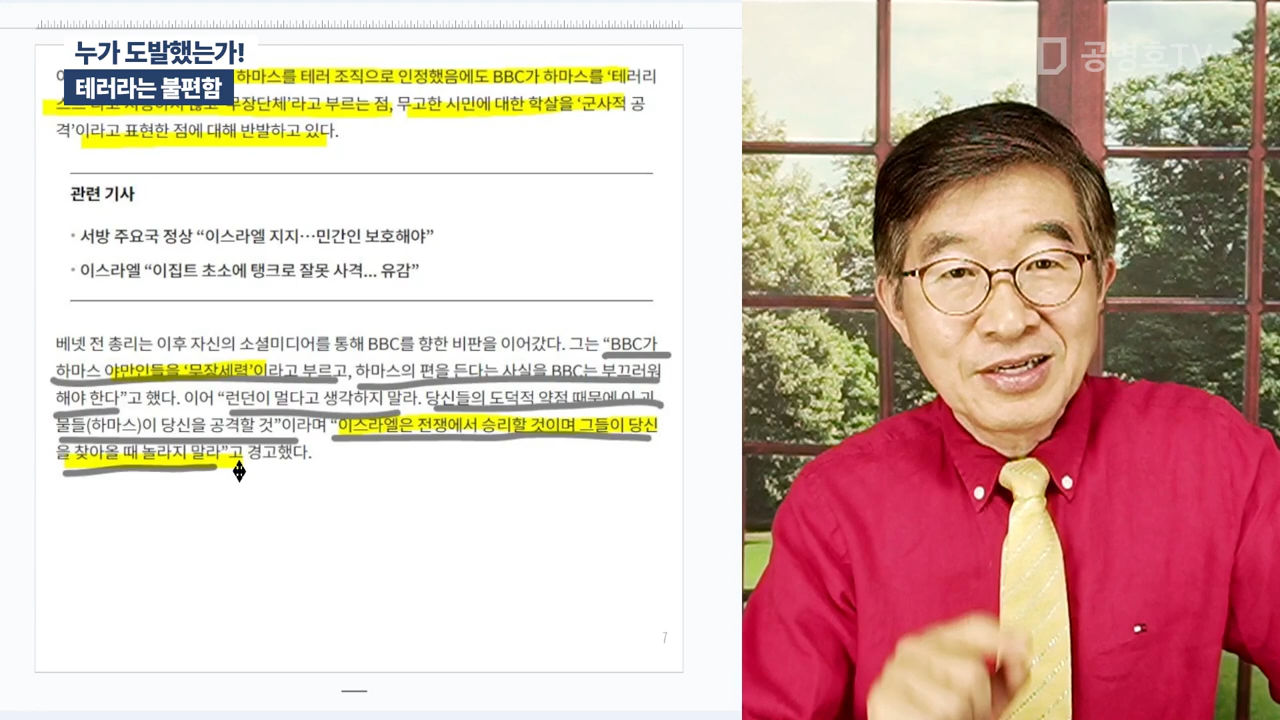 누가 도발했는가!
테러라는 불편함
공병호TV
하마스를 테러 조직으로 인정했음에도 BBC가 하마스를 ‘테러리
무장단체’라고 부르는 점, 무고한 시민에 대한 학살을 ‘군사적 공
격’이라고 표현한 점에 대해 반발하고 있다.
관련 기사
• 서방 주요국 정상 “이스라엘 지지…민간인 보호해야”
• 이스라엘 “이집트 초소에 탱크로 잘못 사격... 유감”
베넷 전 총리는 이후 자신의 소셜미디어를 통해 BBC를 향한 비판을 이어갔다. 그는 “BBC가
하마스 야만인들을 ‘무장세력’이라고 부르고, 하마스의 편을 든다는 사실을 BBC는 부끄러워
해야 한다”고 했다. 이어 “런던이 멀다고 생각하지 말라. 당신들의 도덕적 약점 때문에 이 괴
물들(하마스)이 당신을 공격할 것”이라며 “이스라엘은 전쟁에서 승리할 것이며 그들이 당신
을 찾아올 때 놀라지 말라”고 경고했다.
7